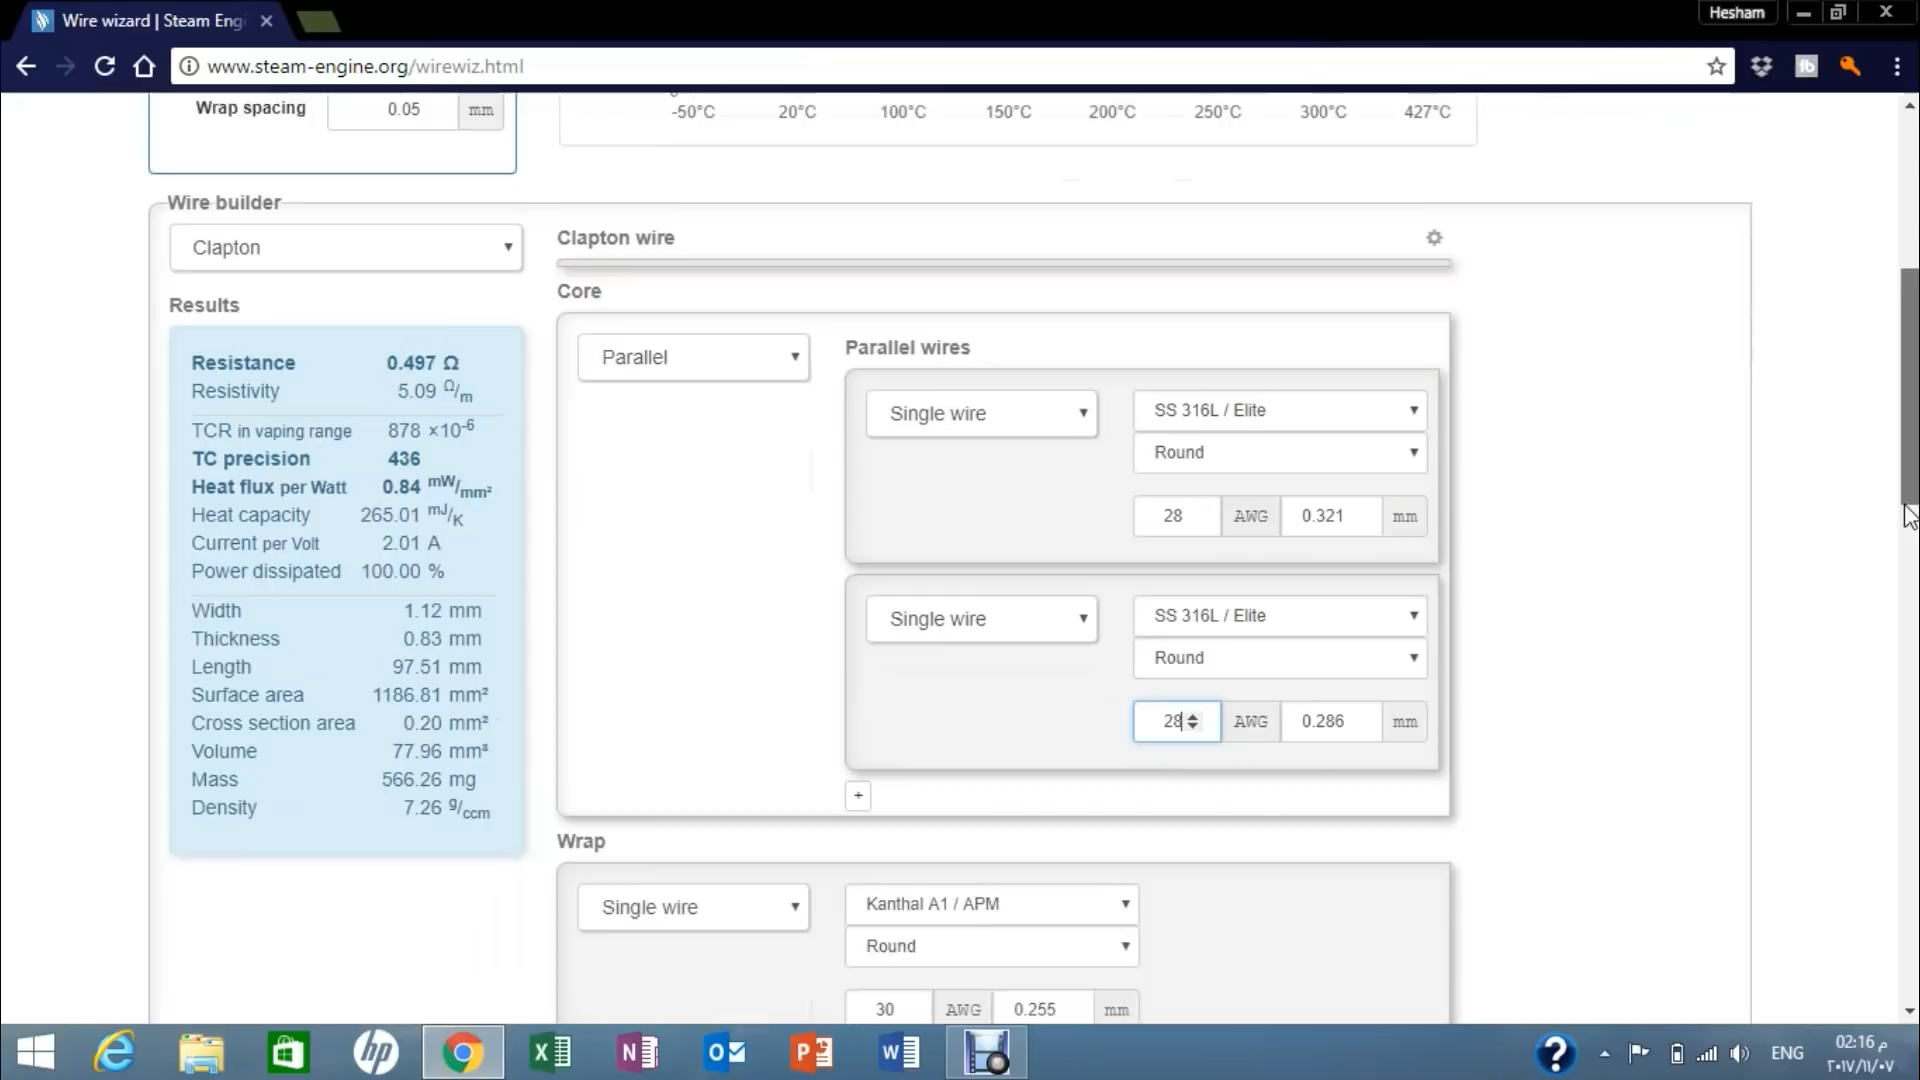 Wire wizard | Steam Eng
Hesham
www.steam-engine.org/wirewiz.html
Wrap spacing 0.05 mm
-50°C 20°C 100°C 150°C 200°C 250°C 300°C 427°C
Wire builder
Clapton
Clapton wire
Core
Results
Resistance 0.497 Ω
Resistivity 5.09 Ω/m
TCR in vaping range 878 ×10-6
TC precision 436
Heat flux per Watt 0.84 mW/mm²
Heat capacity 265.01 mJ/K
Current per Volt 2.01 A
Power dissipated 100.00 %
Width 1.12 mm
Thickness 0.83 mm
Length 97.51 mm
Surface area 1186.81 mm²
Cross section area 0.20 mm²
Volume 77.96 mm³
Mass 566.26 mg
Density 7.26 g/ccm
Parallel
Parallel wires
Single wire
SS 316L / Elite
Round
28 AWG 0.321 mm
Single wire
SS 316L / Elite
Round
28 AWG 0.286 mm
+
Wrap
Single wire
Kanthal A1 / APM
Round
30 AWG 0.255 mm
ENG
02:16 م
٢٠١٧/١١/٠٧